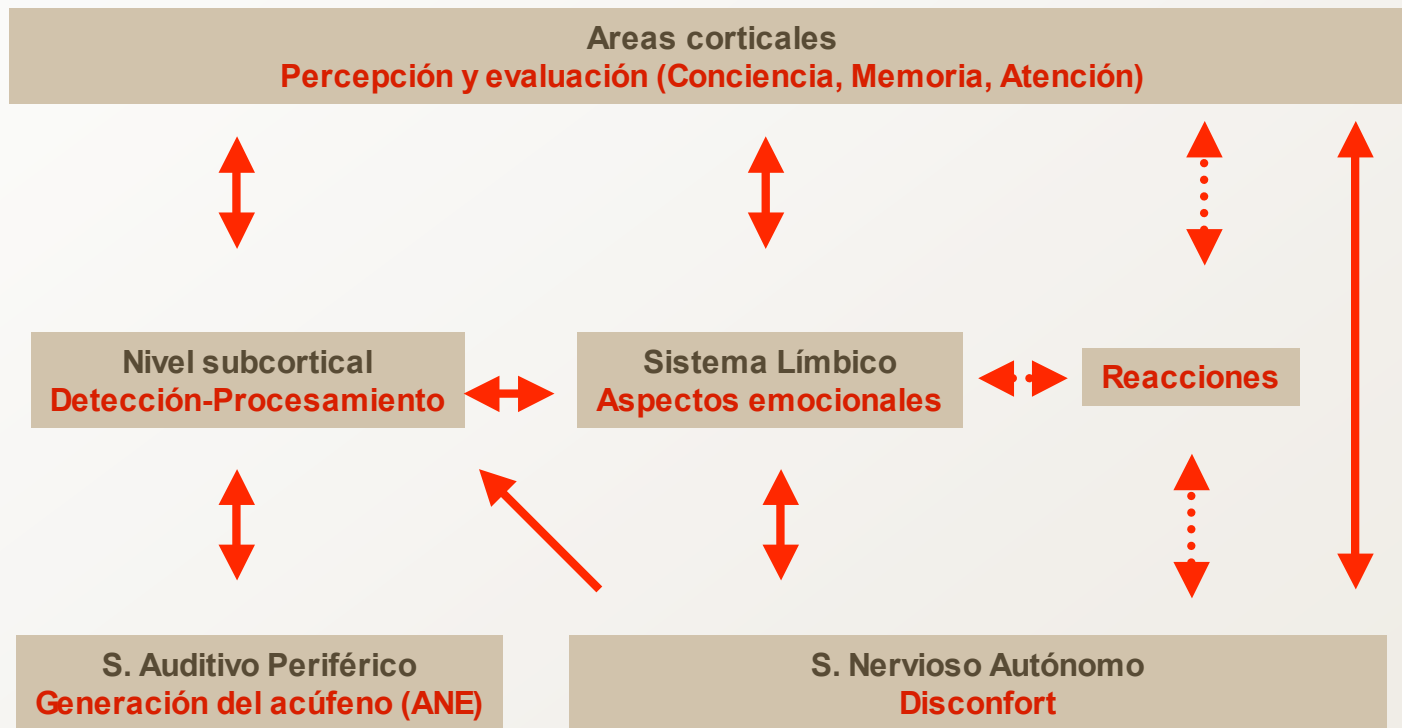 Areas corticales
Percepción y evaluación (Conciencia, Memoria, Atención)
Nivel subcortical
Detección-Procesamiento
Sistema Límbico
Aspectos emocionales
Reacciones
S. Auditivo Periférico
Generación del acúfeno (ANE)
S. Nervioso Autónomo
Disconfort